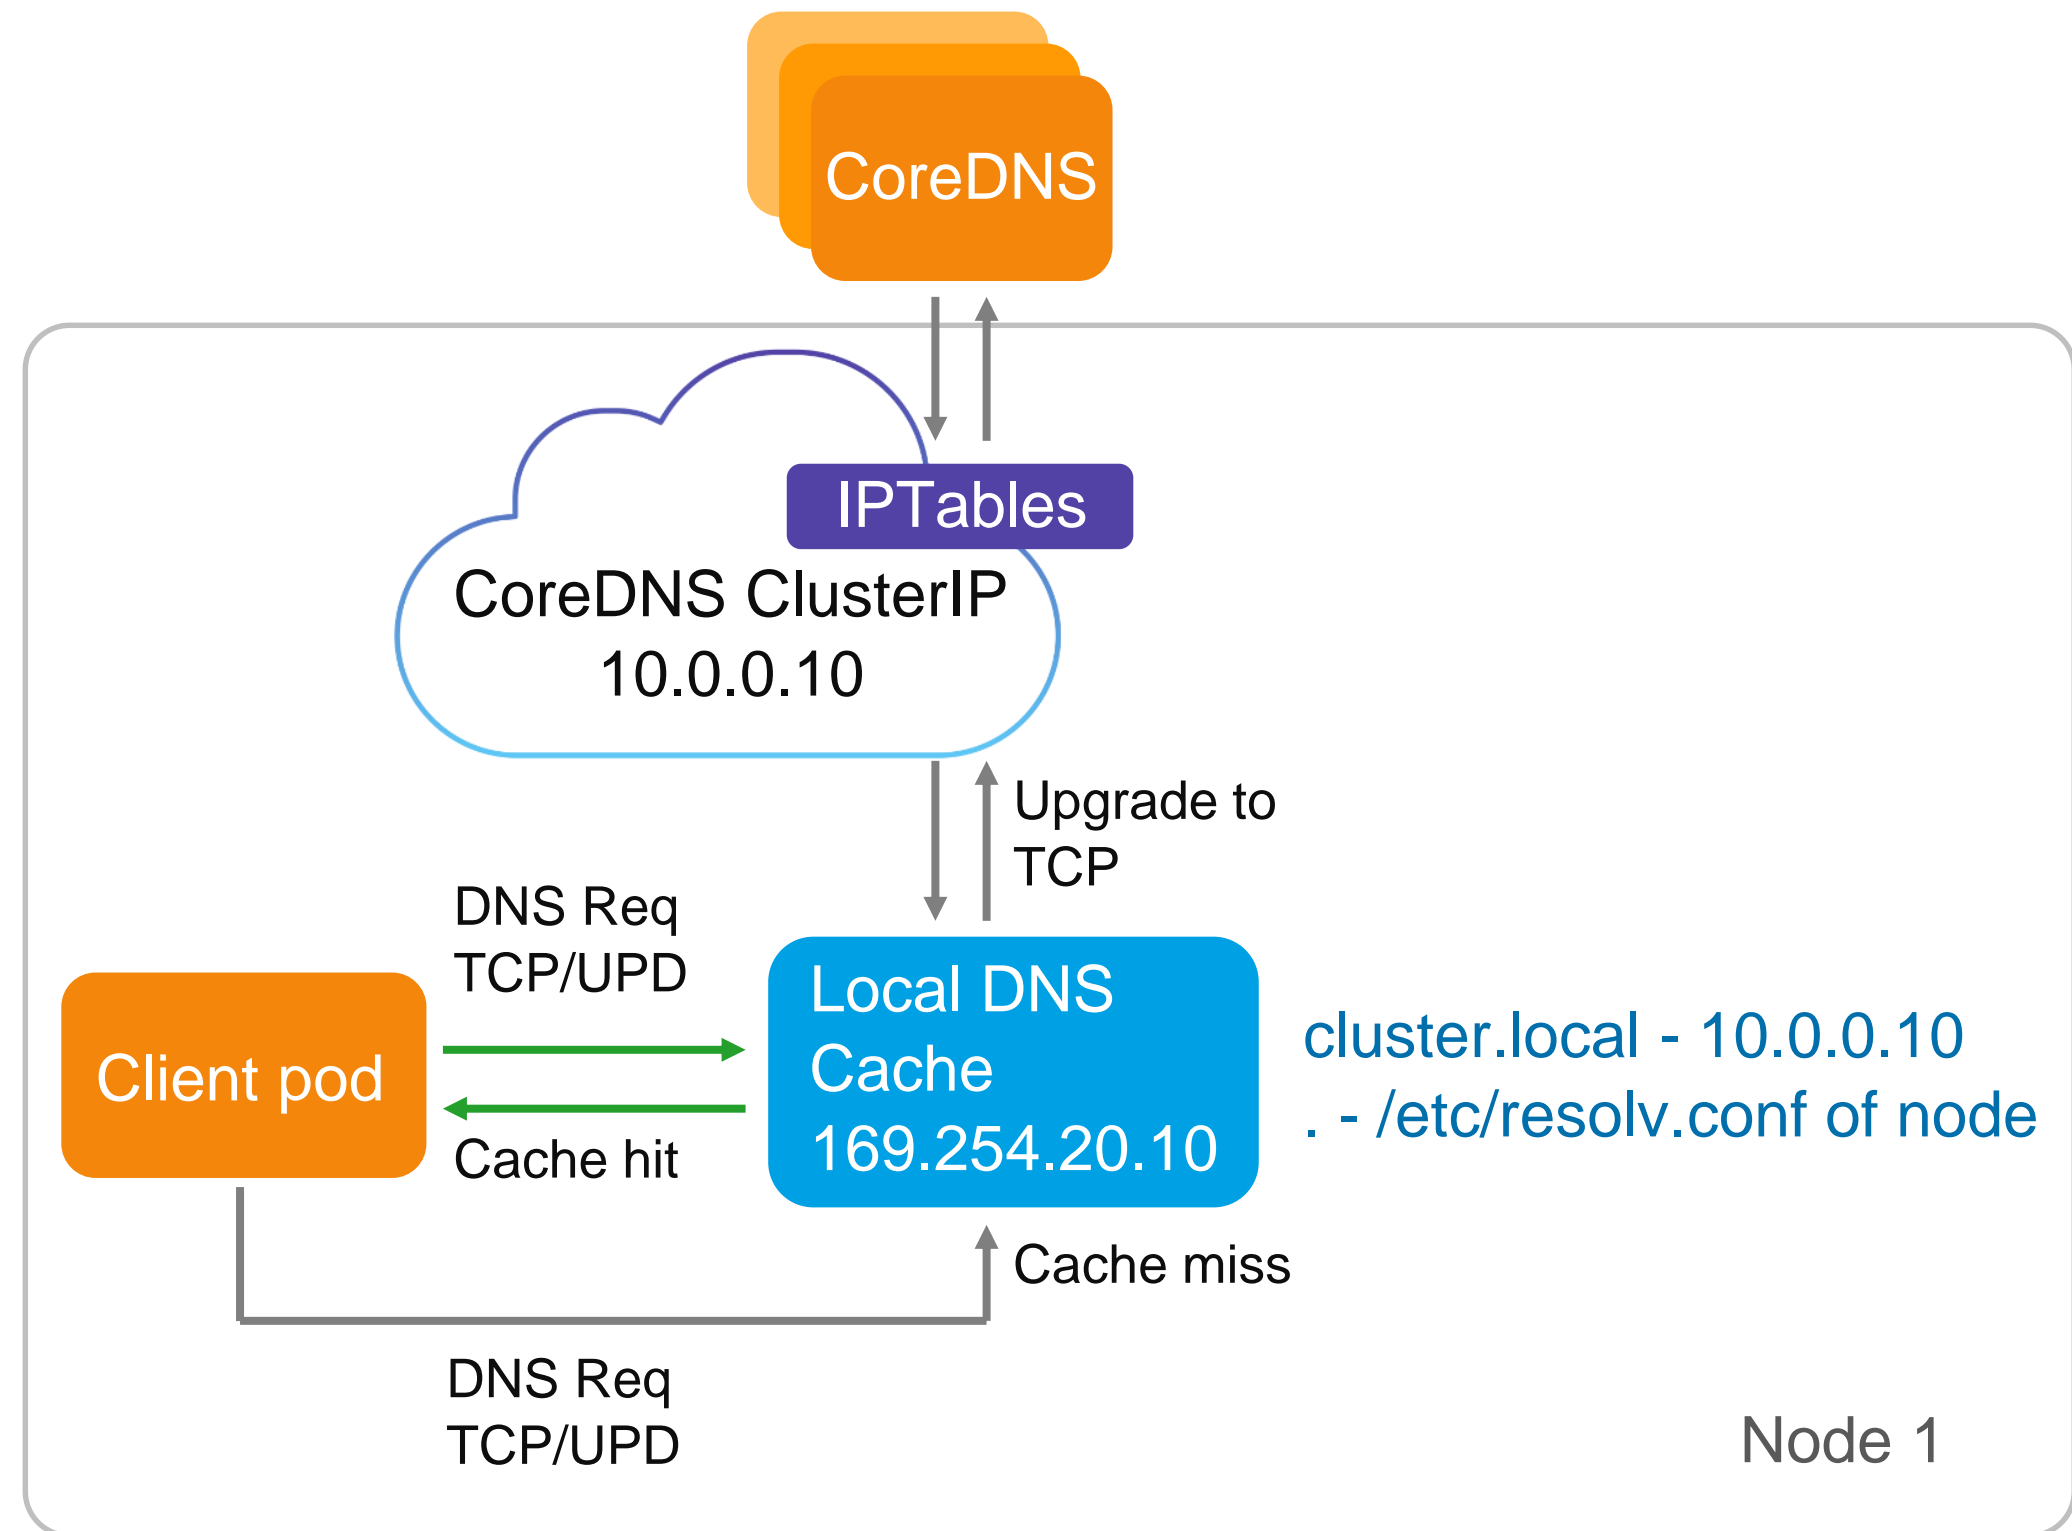 CoreDNS
IPTables
CoreDNS ClusterIP
10.0.0.10
Upgrade to
TCP
DNS Req
TCP/UPD
Client pod
Cache hit
Local DNS
Cache
169.254.20.10
cluster.local - 10.0.0.10
. - /etc/resolv.conf of node
Cache miss
DNS Req
TCP/UPD
Node 1